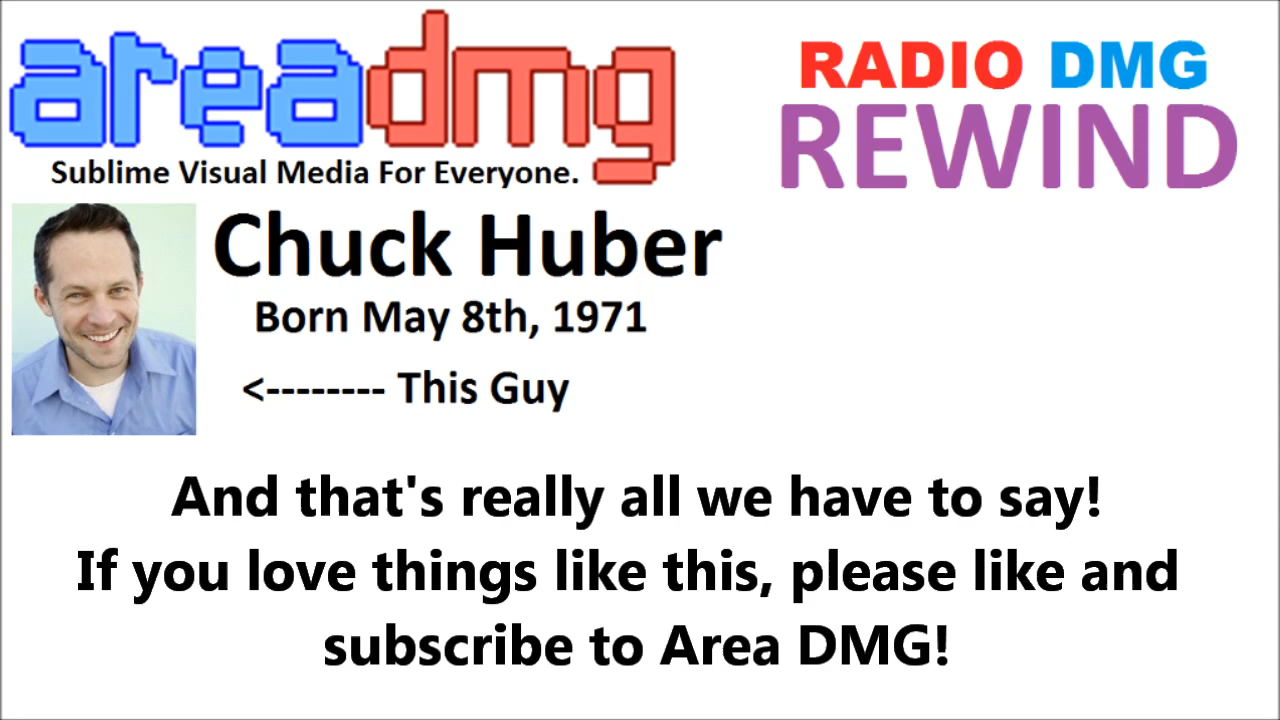 areadmg
Sublime Visual Media For Everyone.
RADIO DMG
REWIND
Chuck Huber
Born May 8th, 1971
<-------- This Guy
And that's really all we have to say!
If you love things like this, please like and
subscribe to Area DMG!